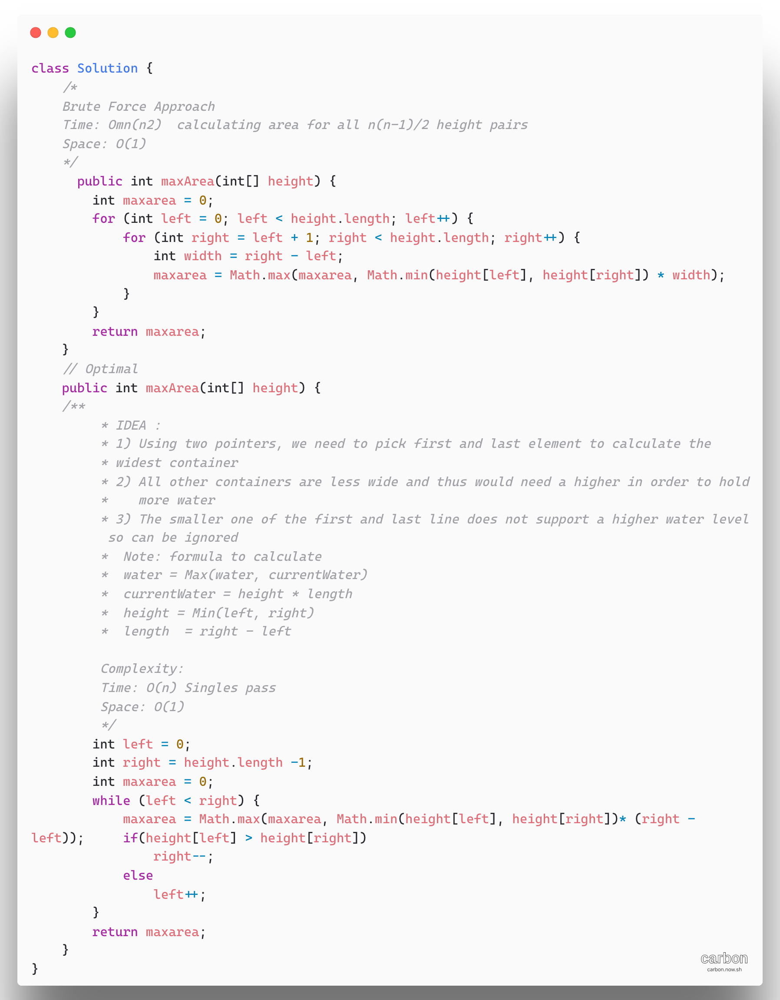 class Solution {
    /*
    Brute Force Approach
    Time: Omn(n2)  calculating area for all n(n-1)/2 height pairs
    Space: O(1)
    */
      public int maxArea(int[] height) {
        int maxarea = 0;
        for (int left = 0; left < height.length; left++) {
            for (int right = left + 1; right < height.length; right++) {
                int width = right - left;
                maxarea = Math.max(maxarea, Math.min(height[left], height[right]) * width);
            }
        }
        return maxarea;
    }
    // Optimal
    public int maxArea(int[] height) {
    /**
         * IDEA :
         * 1) Using two pointers, we need to pick first and last element to calculate the
         * widest container
         * 2) All other containers are less wide and thus would need a higher in order to hold
         *    more water
         * 3) The smaller one of the first and last line does not support a higher water level
          so can be ignored
         *  Note: formula to calculate
         *  water = Max(water, currentWater)
         *  currentWater = height * length
         *  height = Min(left, right)
         *  length  = right - left

         Complexity:
         Time: O(n) Singles pass
         Space: O(1)
         */
        int left = 0;
        int right = height.length -1;
        int maxarea = 0;
        while (left < right) {
            maxarea = Math.max(maxarea, Math.min(height[left], height[right])* (right -
left));     if(height[left] > height[right])
                right--;
            else
                left++;
        }
        return maxarea;
    }
}
carbon
carbon.now.sh